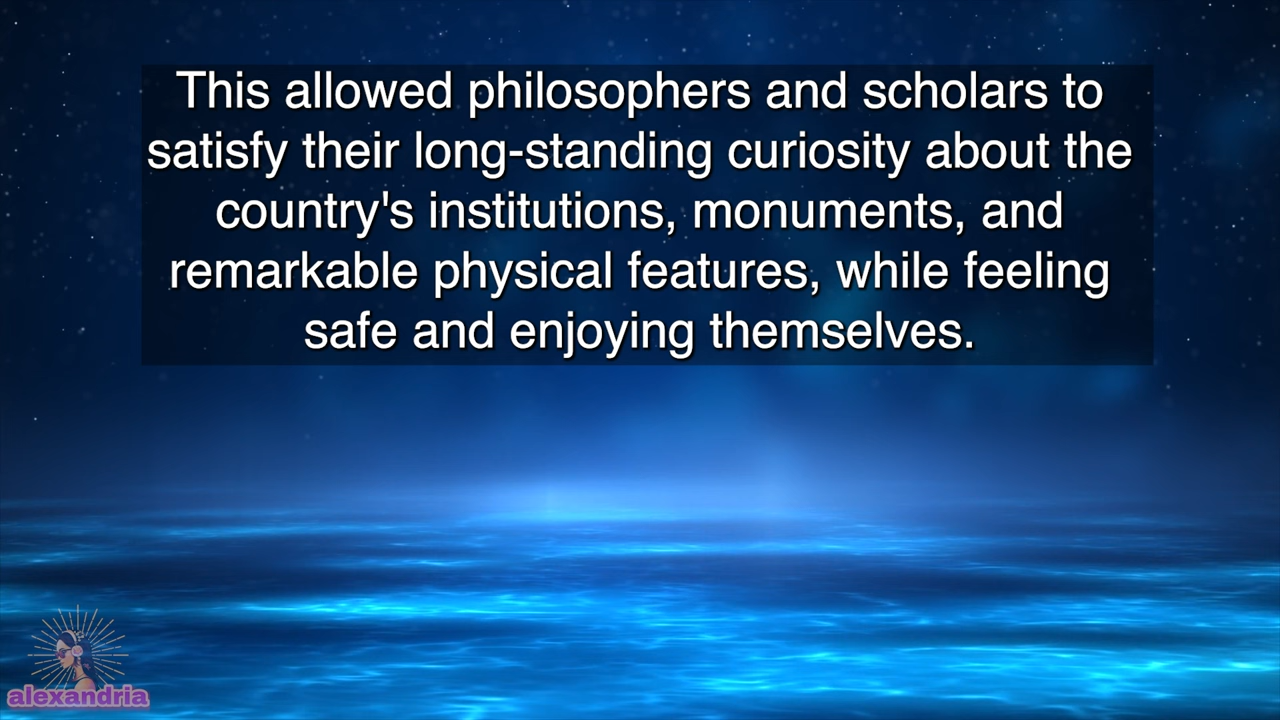 This allowed philosophers and scholars to
satisfy their long-standing curiosity about the
country's institutions, monuments, and
remarkable physical features, while feeling
safe and enjoying themselves.
alexandria